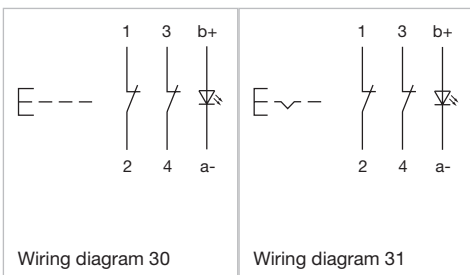 1 3 b+
2 4 a-
Wiring diagram 30
1 3 b+
2 4 a-
Wiring diagram 31